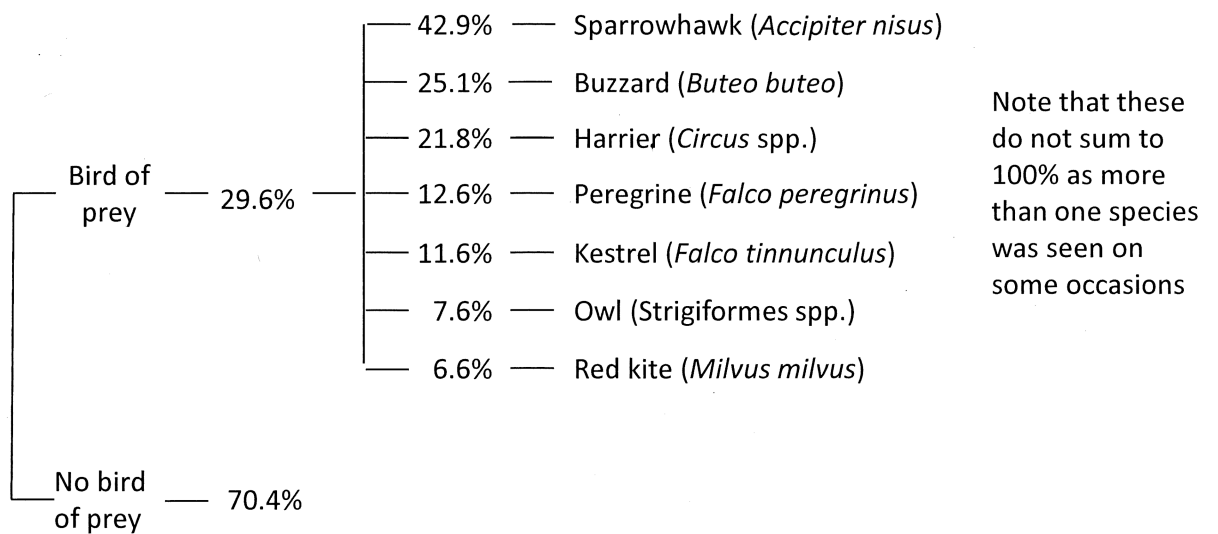 42.9% Sparrowhawk (Accipiter nisus)
25.1% Buzzard (Buteo buteo)
21.8% Harrier (Circus spp.)
12.6% Peregrine (Falco peregrinus)
11.6% Kestrel (Falco tinnunculus)
7.6% Owl (Strigiformes spp.)
6.6% Red kite (Milvus milvus)
Bird of
prey
29.6%
No bird
of prey
70.4%
Note that these
do not sum to
100% as more
than one species
was seen on
some occasions